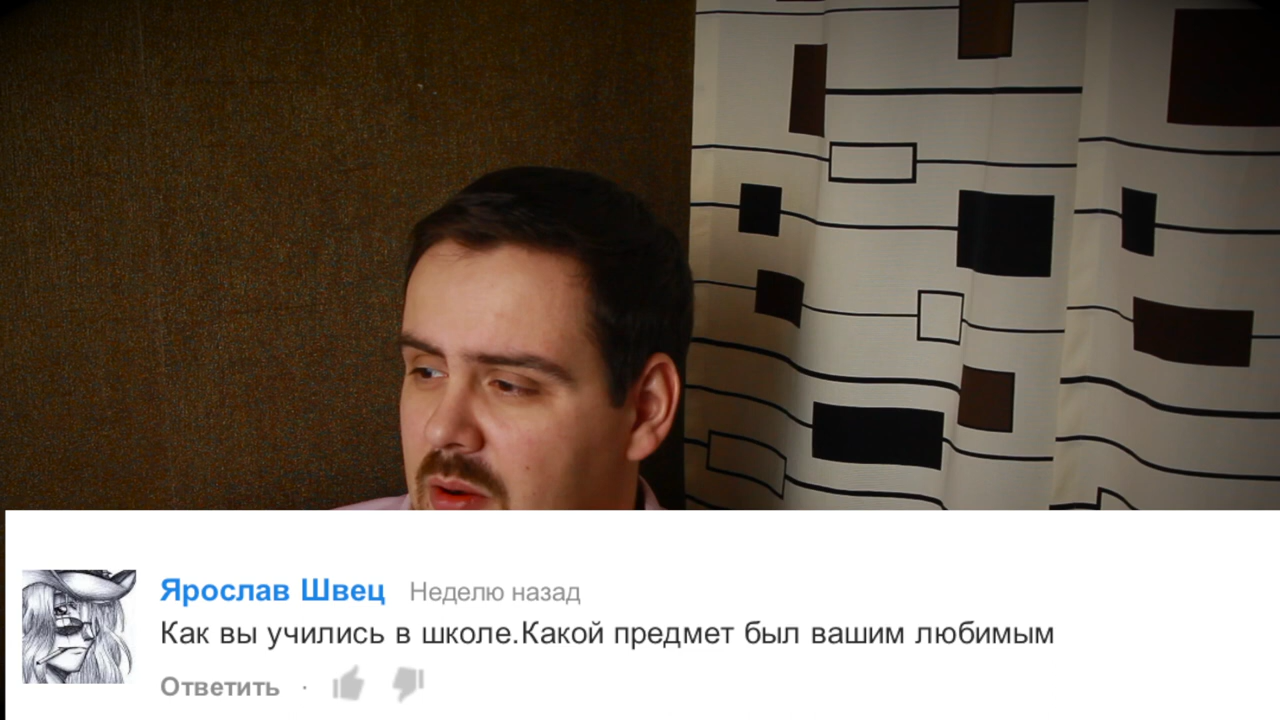 Ярослав Швец Неделю назад
Как вы учились в школе.Какой предмет был вашим любимым
Ответить ·